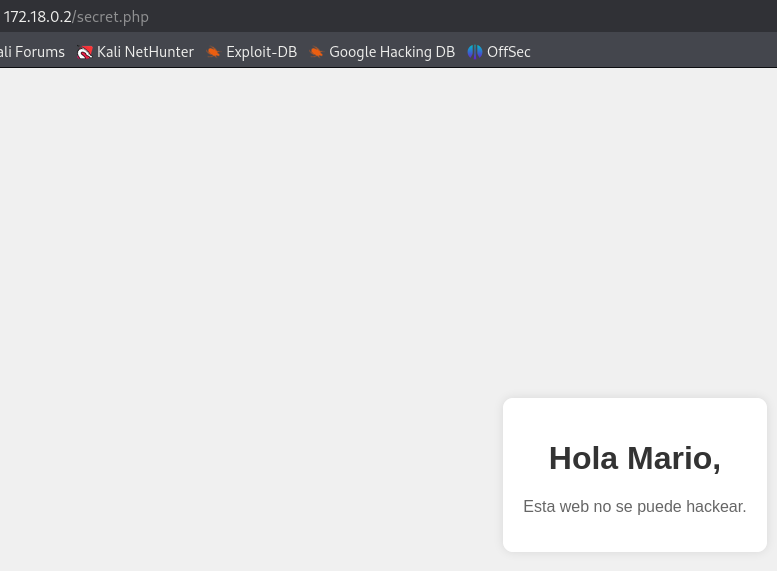 172.18.0.2/secret.php
ali Forums Kali NetHunter Exploit-DB Google Hacking DB OffSec
Hola Mario,
Esta web no se puede hackear.